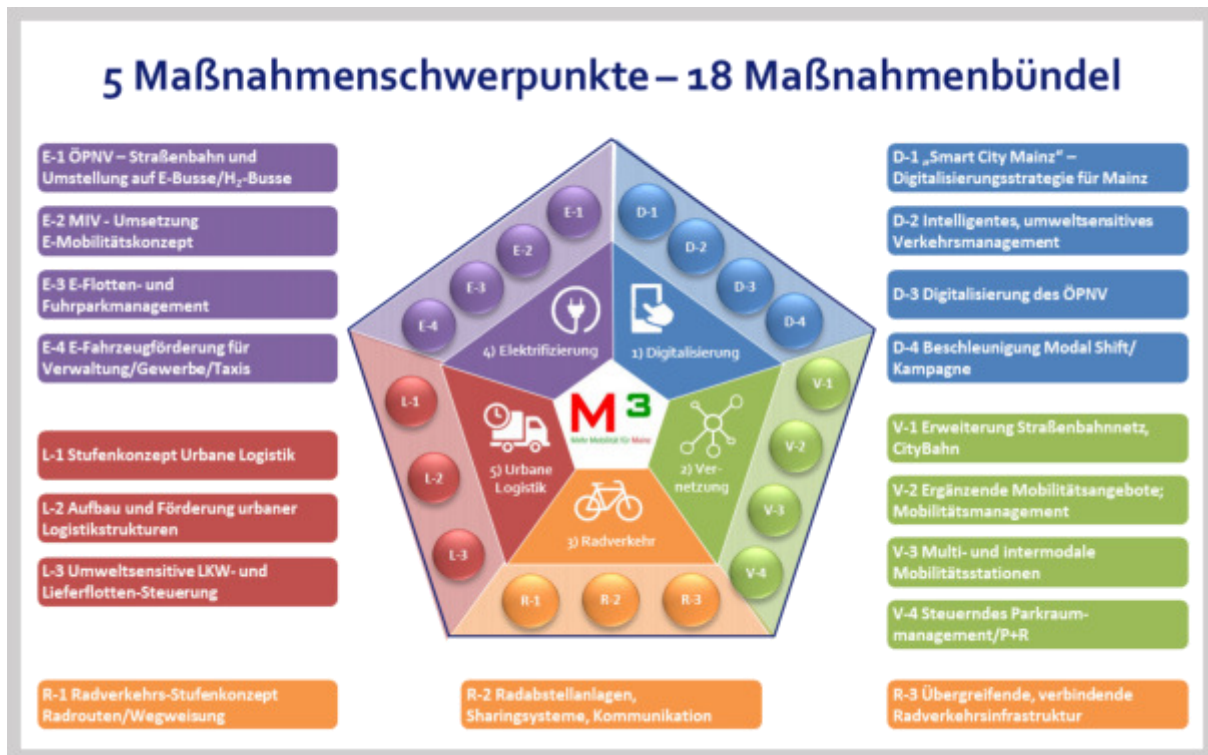 5 Maßnahmenschwerpunkte – 18 Maßnahmenbündel
E-1 ÖPNV – Straßenbahn und
Umstellung auf E-Busse/H₂-Busse
E-2 MIV - Umsetzung
E-Mobilitätskonzept
E-3 E-Flotten- und
Fuhrparkmanagement
E-4 E-Fahrzeugförderung für
Verwaltung/Gewerbe/Taxis
L-1 Stufenkonzept Urbane Logistik
L-2 Aufbau und Förderung urbaner
Logistikstrukturen
L-3 Umweltsensitive LKW- und
Lieferflotten-Steuerung
E-1
E-2
E-3
E-4
D-1
D-2
D-3
D-4
4) Elektrifizierung
1) Digitalisierung
M³
Mehr Mobilität für Mainz
5) Urbane
Logistik
2) Ver-
netzung
3) Radverkehr
L-1
L-2
L-3
V-1
V-2
V-3
V-4
R-1
R-2
R-3
D-1 „Smart City Mainz“ –
Digitalisierungsstrategie für Mainz
D-2 Intelligentes, umweltsensitives
Verkehrsmanagement
D-3 Digitalisierung des ÖPNV
D-4 Beschleunigung Modal Shift/
Kampagne
V-1 Erweiterung Straßenbahnnetz,
CityBahn
V-2 Ergänzende Mobilitätsangebote;
Mobilitätsmanagement
V-3 Multi- und intermodale
Mobilitätsstationen
V-4 Steuerndes Parkraum-
management/P+R
R-1 Radverkehrs-Stufenkonzept
Radrouten/Wegweisung
R-2 Radabstellanlagen,
Sharingsysteme, Kommunikation
R-3 Übergreifende, verbindende
Radverkehrsinfrastruktur